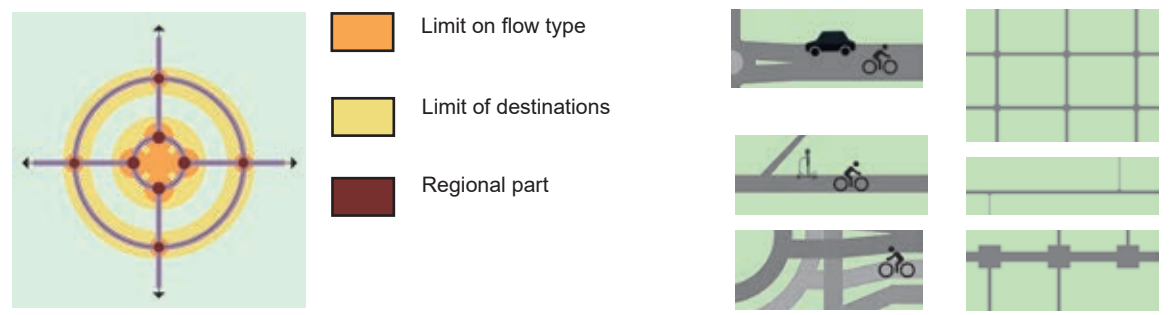 Limit on flow type
Limit of destinations
Regional part